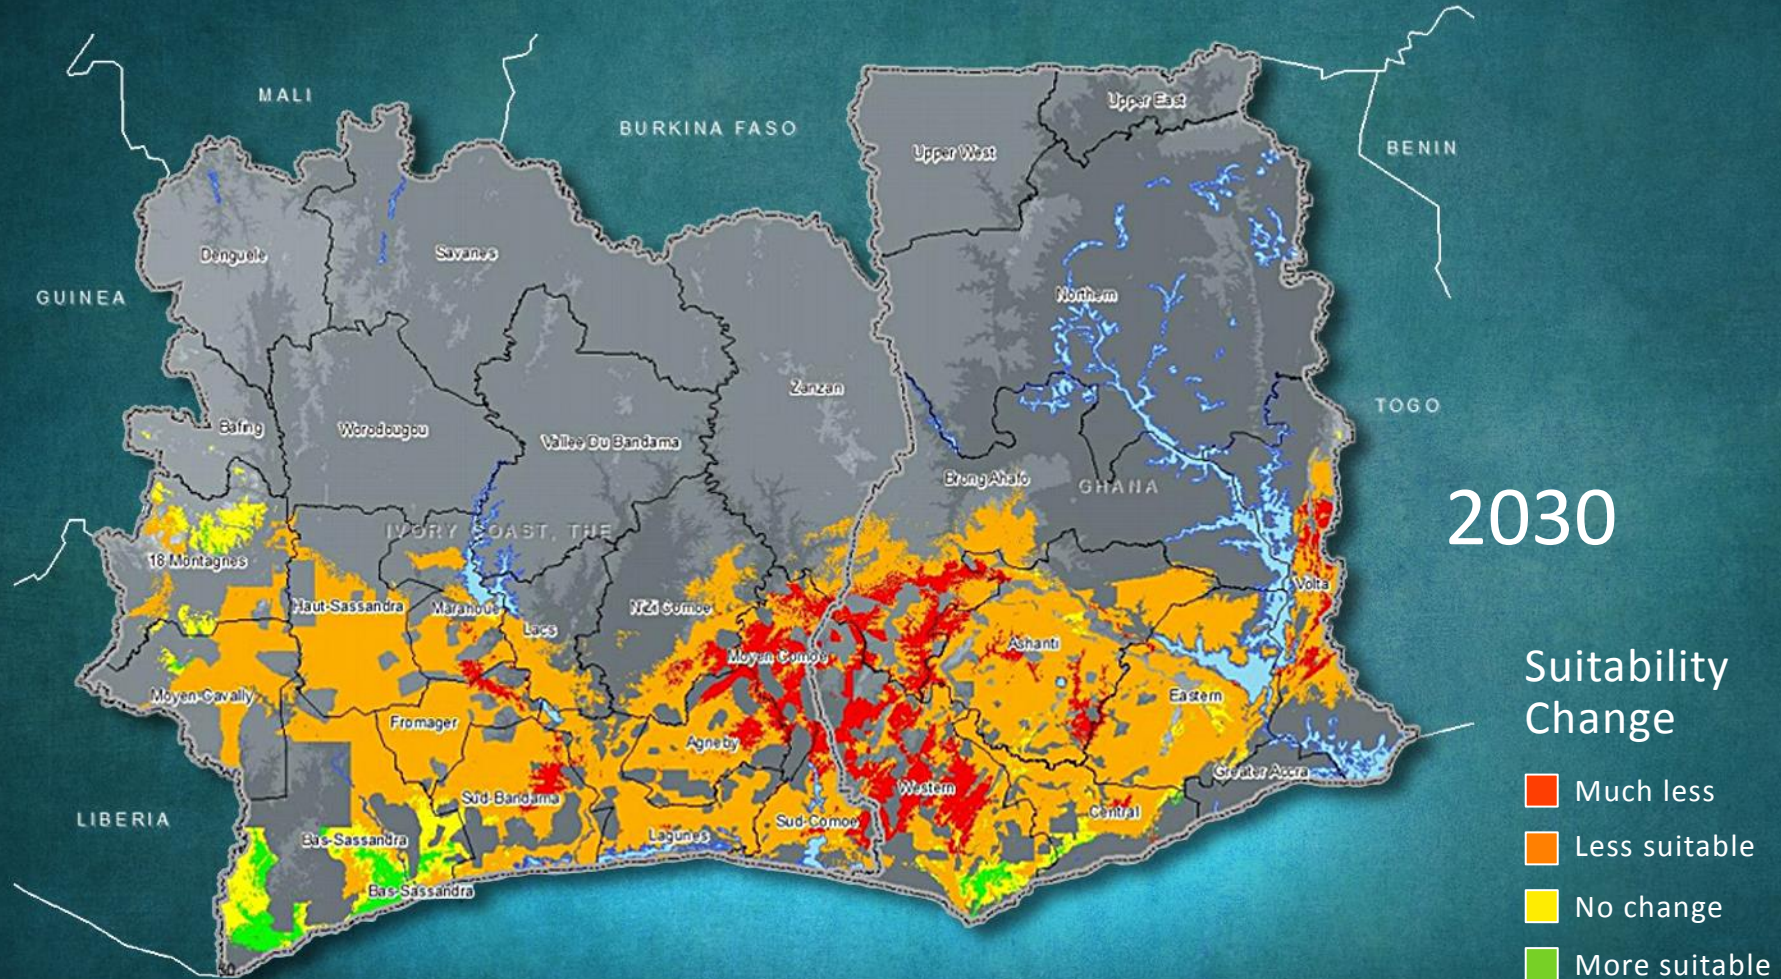 MALI
BURKINA FASO
Upper East
Upper West
BENIN
Denguele
Savanes
GUINEA
Northern
Zanzan
TOGO
Bafing
Worodougou
Vallee Du Bandama
Brong Ahafo
GHANA
2030
IVORY COAST, THE
18 Montagnes
Haut-Sassandra
Marahoue
N'Zi Comoe
Volta
Lacs
Ashanti
Moyen Comoe
Suitability
Change
Moyen-Cavally
Eastern
Fromager
Agneby
Greater Accra
Western
Much less
Sud-Bandama
Central
LIBERIA
Sud-Comoe
Bas-Sassandra
Lagunes
Less suitable
Bas-Sassandra
No change
More suitable